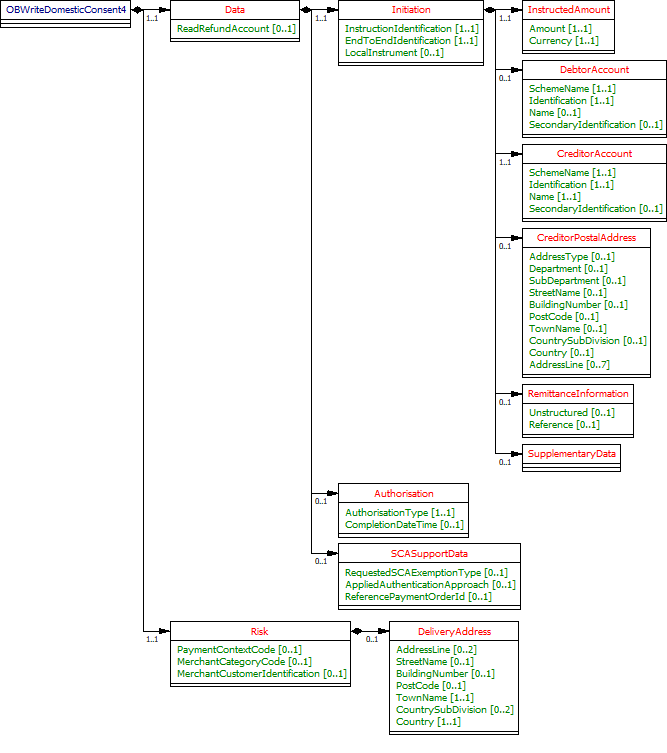 OBWriteDomesticConsent4
1..1
Data
ReadRefundAccount [0..1]
1..1
Initiation
InstructionIdentification [1..1]
EndToEndIdentification [1..1]
LocalInstrument [0..1]
1..1
InstructedAmount
Amount [1..1]
Currency [1..1]
0..1
DebtorAccount
SchemeName [1..1]
Identification [1..1]
Name [0..1]
SecondaryIdentification [0..1]
1..1
CreditorAccount
SchemeName [1..1]
Identification [1..1]
Name [1..1]
SecondaryIdentification [0..1]
0..1
CreditorPostalAddress
AddressType [0..1]
Department [0..1]
SubDepartment [0..1]
StreetName [0..1]
BuildingNumber [0..1]
PostCode [0..1]
TownName [0..1]
CountrySubDivision [0..1]
Country [0..1]
AddressLine [0..7]
0..1
RemittanceInformation
Unstructured [0..1]
Reference [0..1]
0..1
SupplementaryData
0..1
Authorisation
AuthorisationType [1..1]
CompletionDateTime [0..1]
0..1
SCASupportData
RequestedSCAExemptionType [0..1]
AppliedAuthenticationApproach [0..1]
ReferencePaymentOrderId [0..1]
1..1
Risk
PaymentContextCode [0..1]
MerchantCategoryCode [0..1]
MerchantCustomerIdentification [0..1]
0..1
DeliveryAddress
AddressLine [0..2]
StreetName [0..1]
BuildingNumber [0..1]
PostCode [0..1]
TownName [1..1]
CountrySubDivision [0..2]
Country [1..1]